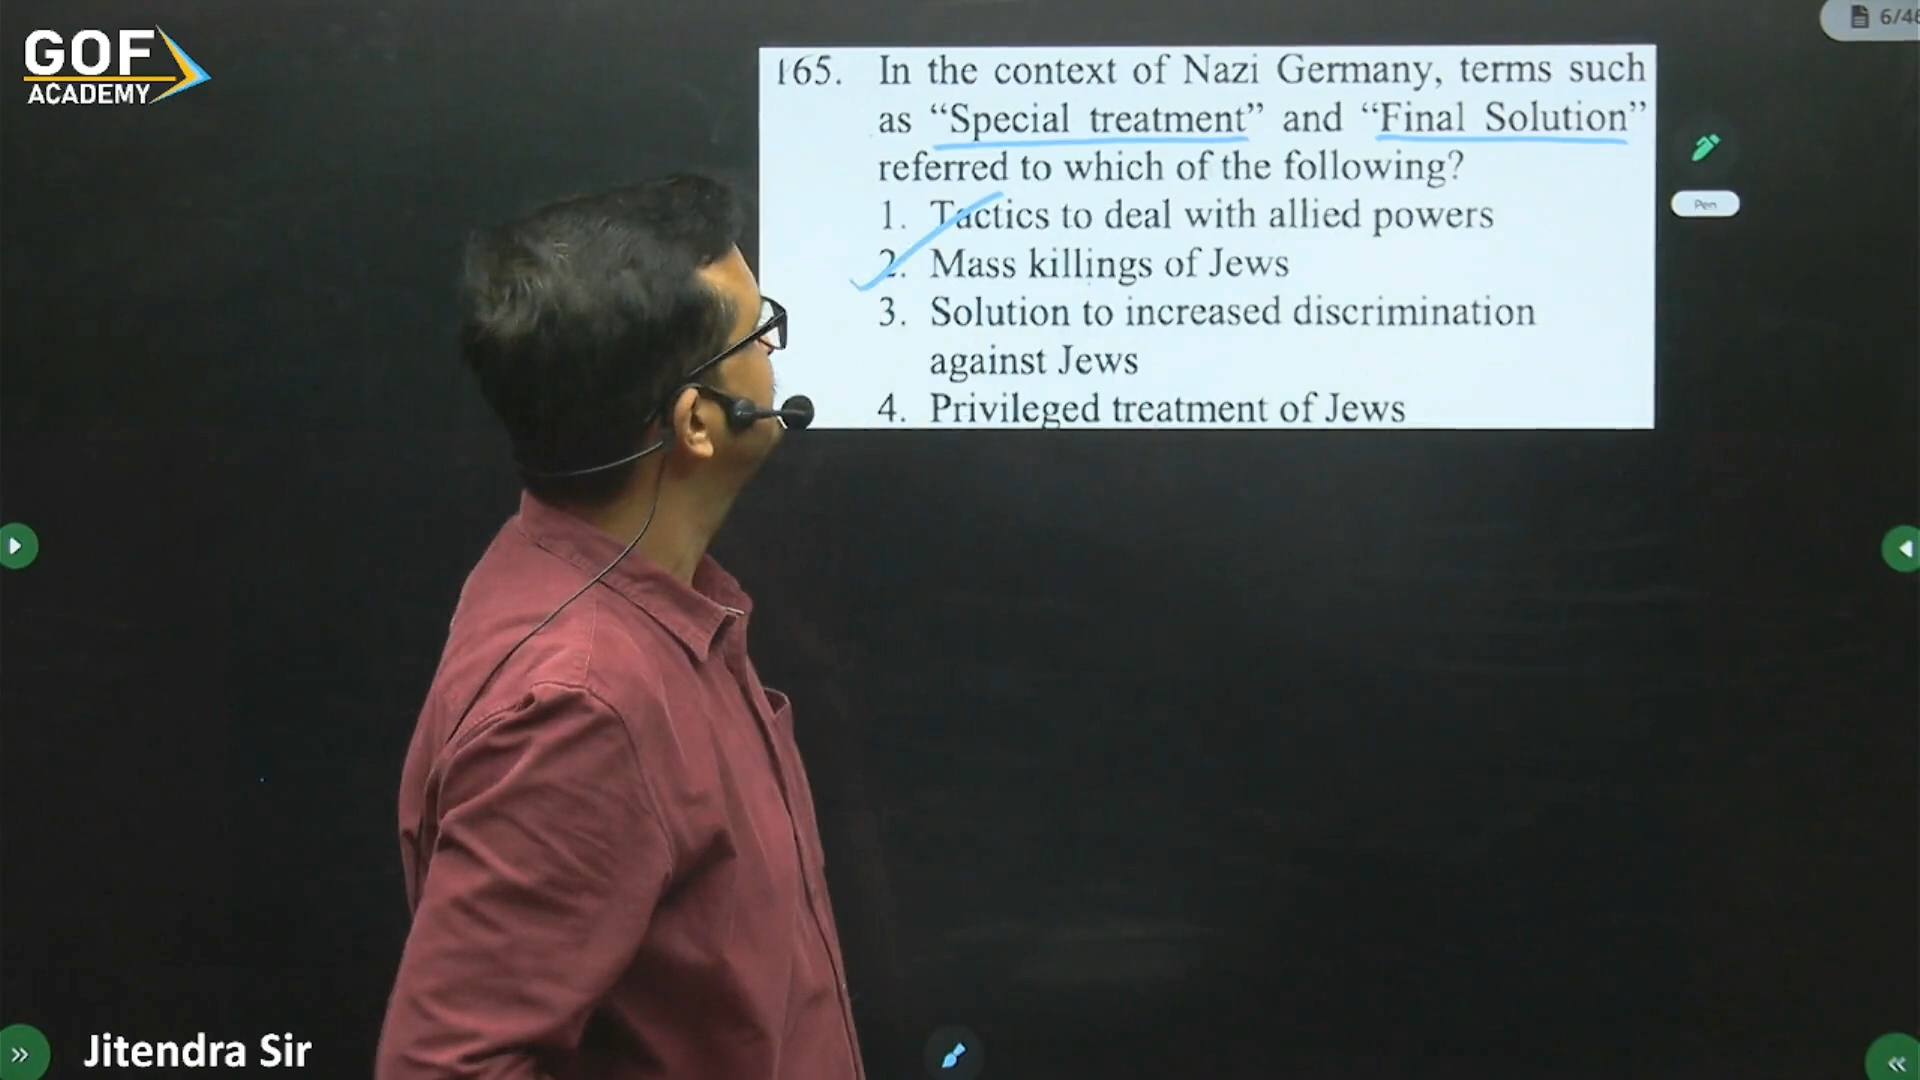 GOF
ACADEMY
6/46
165. In the context of Nazi Germany, terms such
as “Special treatment” and “Final Solution”
referred to which of the following?
1. Tactics to deal with allied powers
2. Mass killings of Jews
3. Solution to increased discrimination
against Jews
4. Privileged treatment of Jews
Pen
Jitendra Sir